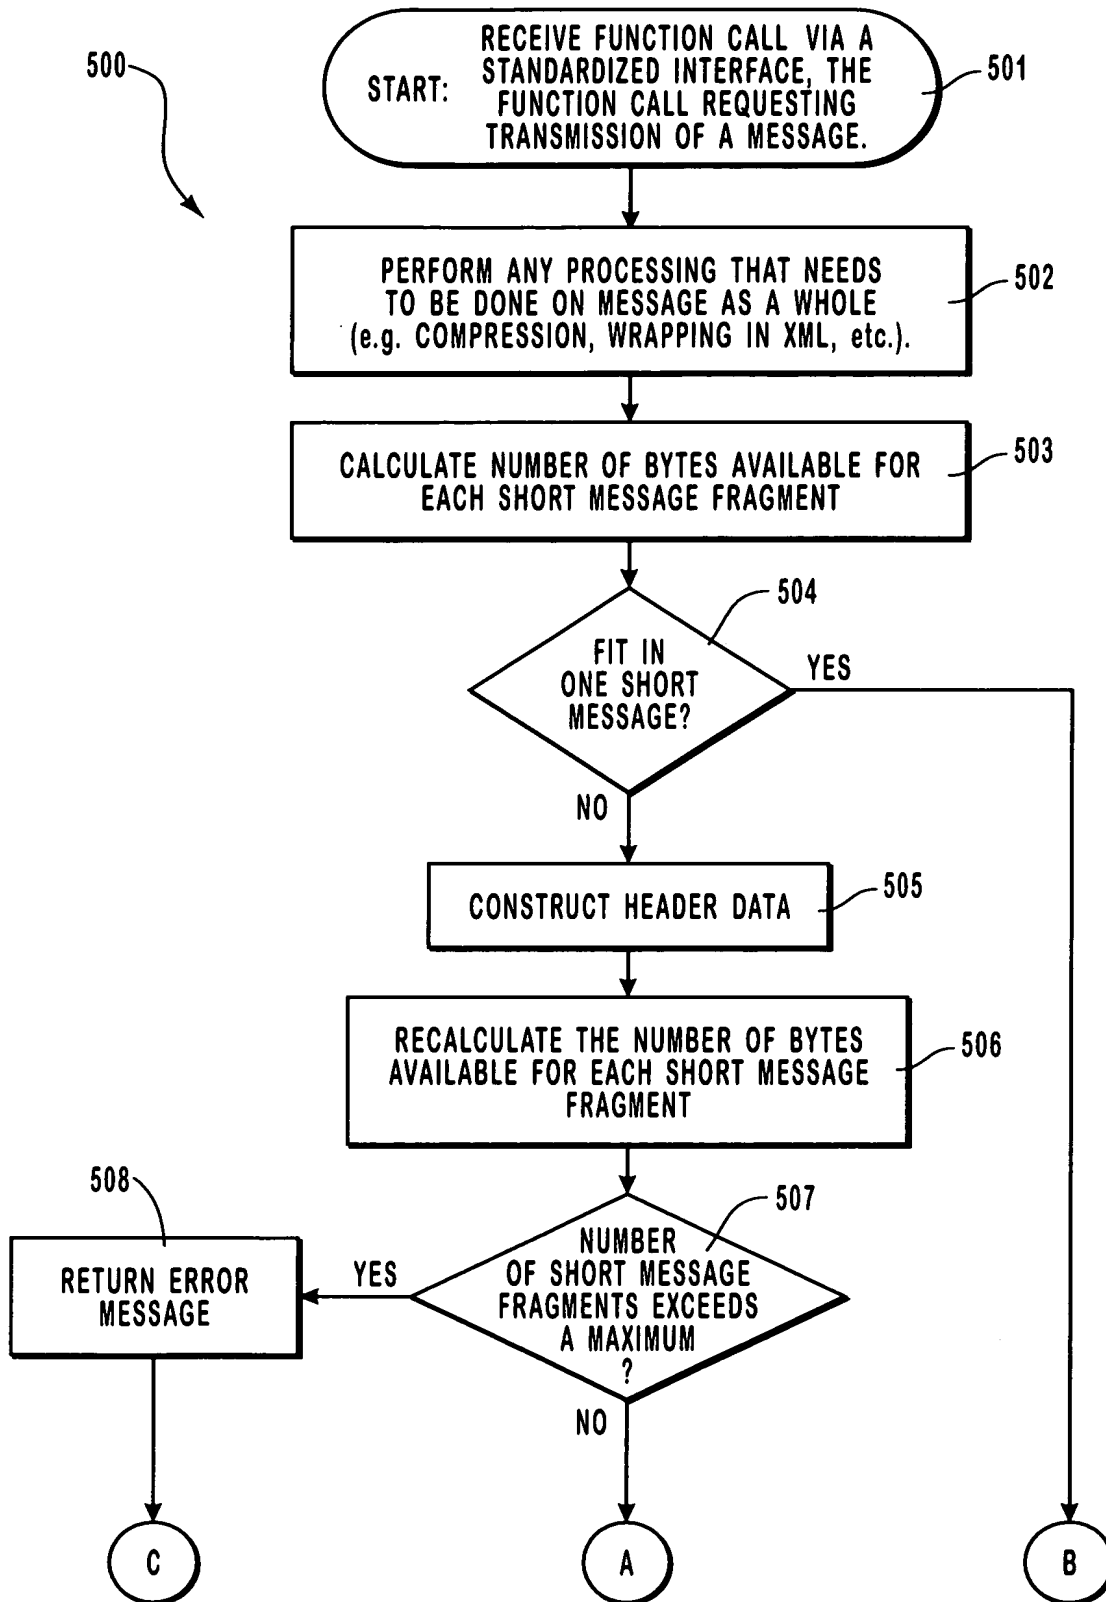 500
START:
RECEIVE FUNCTION CALL VIA A
STANDARDIZED INTERFACE, THE
FUNCTION CALL REQUESTING
TRANSMISSION OF A MESSAGE.
501
PERFORM ANY PROCESSING THAT NEEDS
TO BE DONE ON MESSAGE AS A WHOLE
(e.g. COMPRESSION, WRAPPING IN XML, etc.).
502
CALCULATE NUMBER OF BYTES AVAILABLE FOR
EACH SHORT MESSAGE FRAGMENT
503
504
FIT IN
ONE SHORT
MESSAGE?
YES
NO
CONSTRUCT HEADER DATA
505
RECALCULATE THE NUMBER OF BYTES
AVAILABLE FOR EACH SHORT MESSAGE
FRAGMENT
506
507
NUMBER
OF SHORT MESSAGE
FRAGMENTS EXCEEDS
A MAXIMUM
?
YES
508
RETURN ERROR
MESSAGE
NO
C
A
B